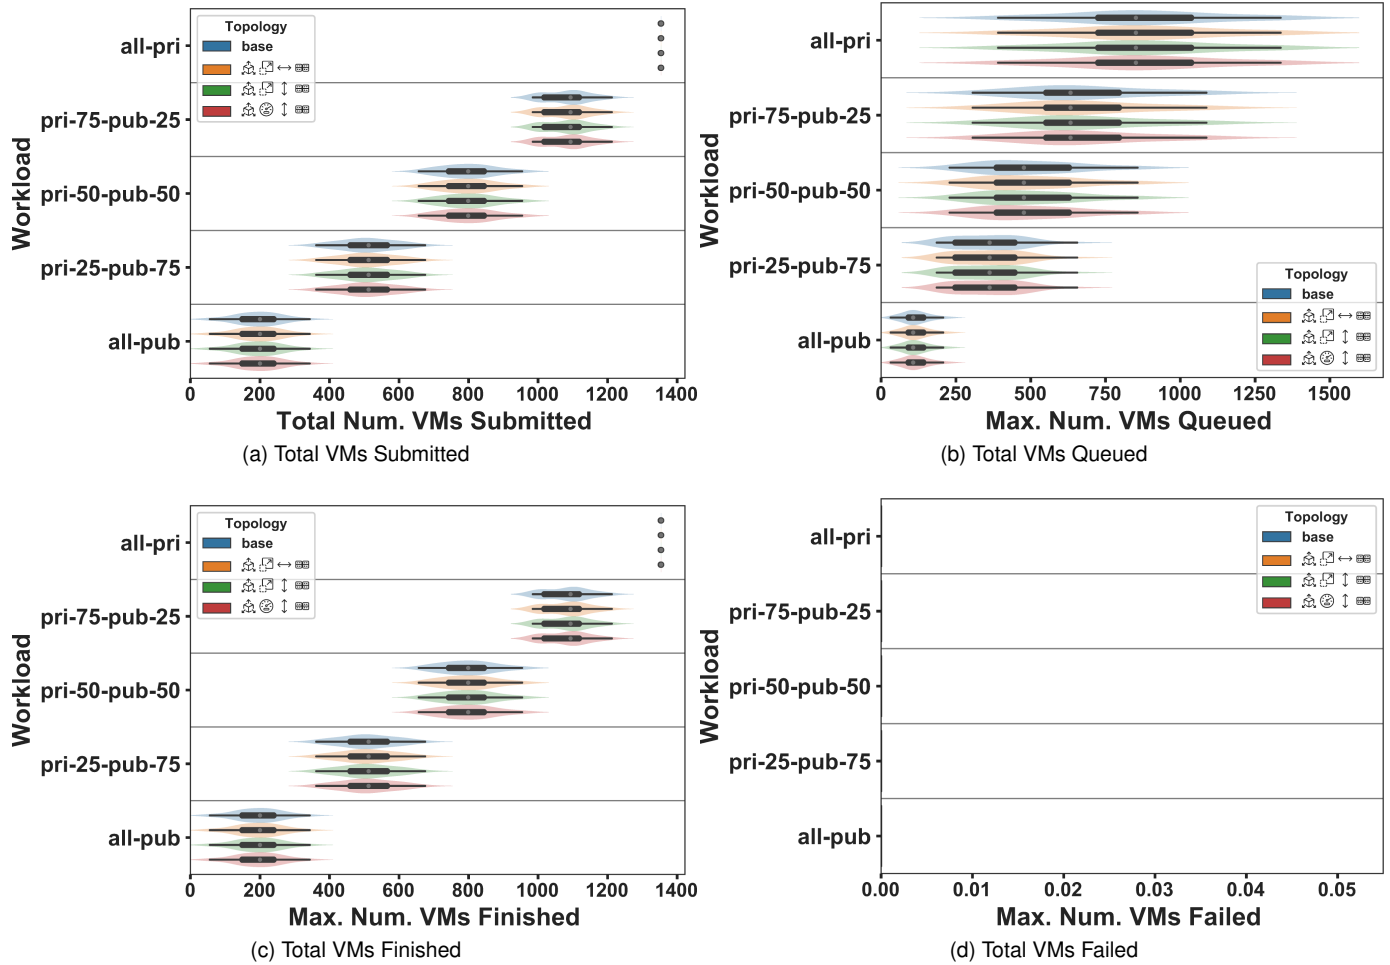 Topology
base
all-pri
pri-75-pub-25
pri-50-pub-50
pri-25-pub-75
all-pub
Workload
0 200 400 600 800 1000 1200 1400
Total Num. VMs Submitted
(a) Total VMs Submitted
all-pri
pri-75-pub-25
pri-50-pub-50
pri-25-pub-75
all-pub
Workload
Topology
base
0 250 500 750 1000 1250 1500
Max. Num. VMs Queued
(b) Total VMs Queued
Topology
base
all-pri
pri-75-pub-25
pri-50-pub-50
pri-25-pub-75
all-pub
Workload
0 200 400 600 800 1000 1200 1400
Max. Num. VMs Finished
(c) Total VMs Finished
Topology
base
all-pri
pri-75-pub-25
pri-50-pub-50
pri-25-pub-75
all-pub
Workload
0.00 0.01 0.02 0.03 0.04 0.05
Max. Num. VMs Failed
(d) Total VMs Failed